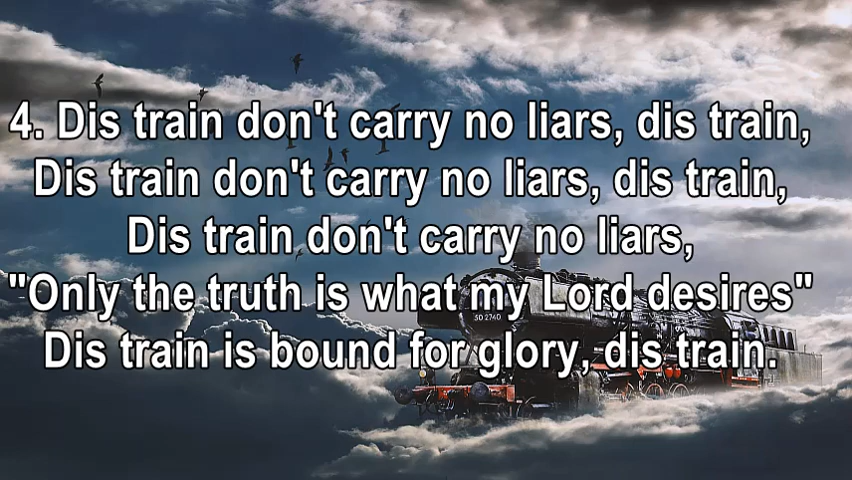 4. Dis train don't carry no liars, dis train,
Dis train don't carry no liars, dis train,
Dis train don't carry no liars,
"Only the truth is what my Lord desires"
Dis train is bound for glory, dis train.
3D 2740